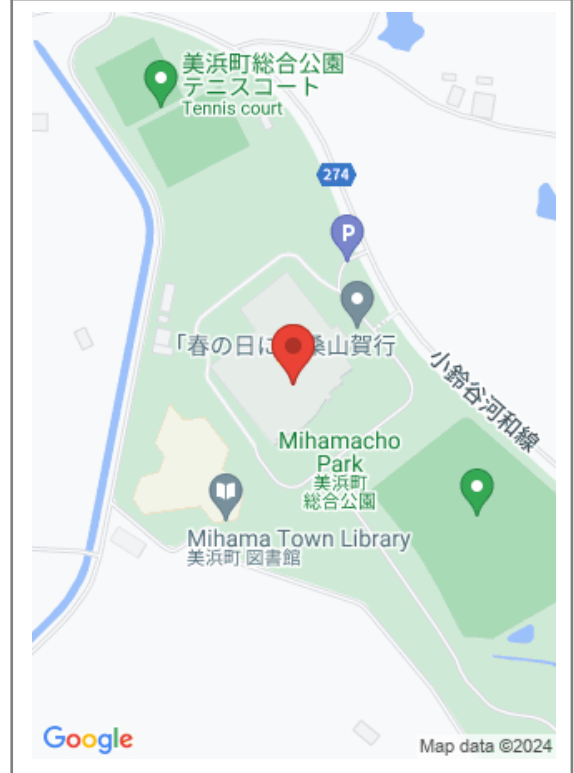 美浜町総合公園
テニスコート
Tennis court
274
P
「春の日に 桑山賀行
小鈴谷河和線
Mihamacho
Park
美浜町
総合公園
Mihama Town Library
美浜町 図書館
Google
Map data ©2024